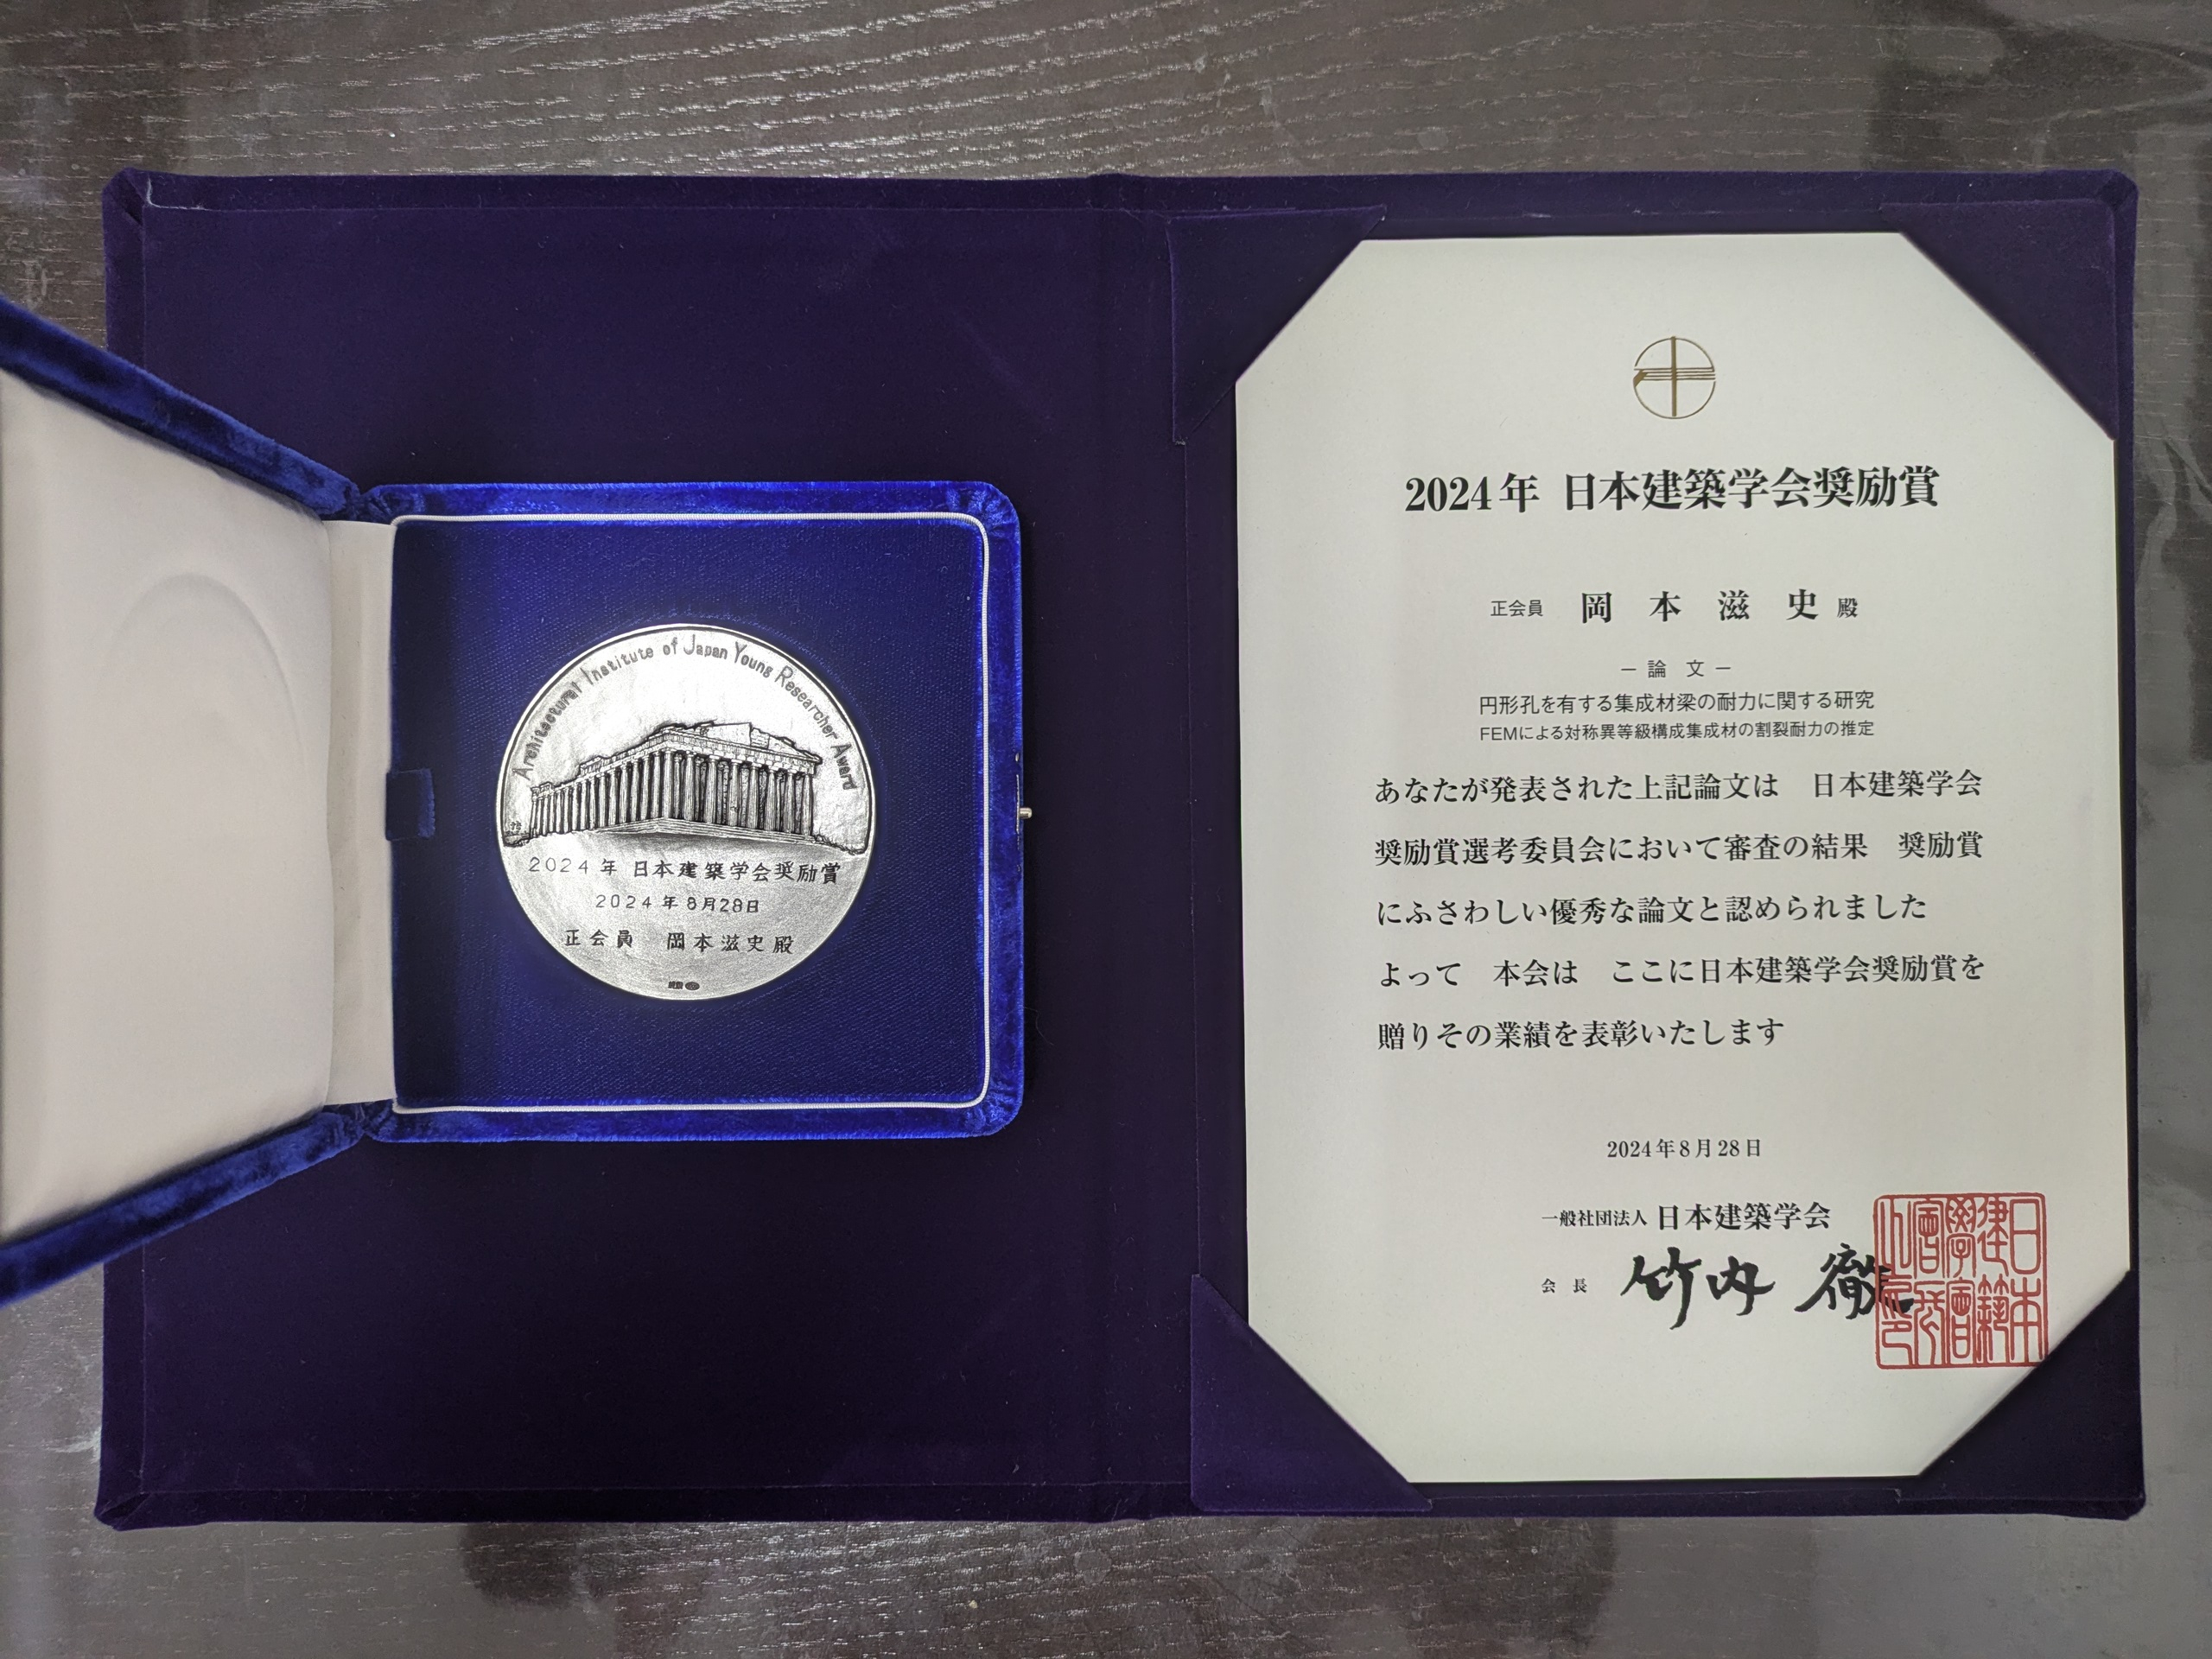 Architectural Institute of Japan Young Researcher Award
2024年 日本建築学会奨励賞
2024年8月28日
正会員 岡本滋史殿
2024年 日本建築学会奨励賞
正会員 岡本滋史 殿
― 論 文 ―
円形孔を有する集成材梁の耐力に関する研究
FEMによる対称異等級構成集成材の割裂耐力の推定
あなたが発表された上記論文は 日本建築学会
奨励賞選考委員会において審査の結果 奨励賞
にふさわしい優秀な論文と認められました
よって 本会は ここに日本建築学会奨励賞を
贈りその業績を表彰いたします
2024年8月28日
一般社団法人 日本建築学会
会長 竹内 徹
日本建築学會會長之印